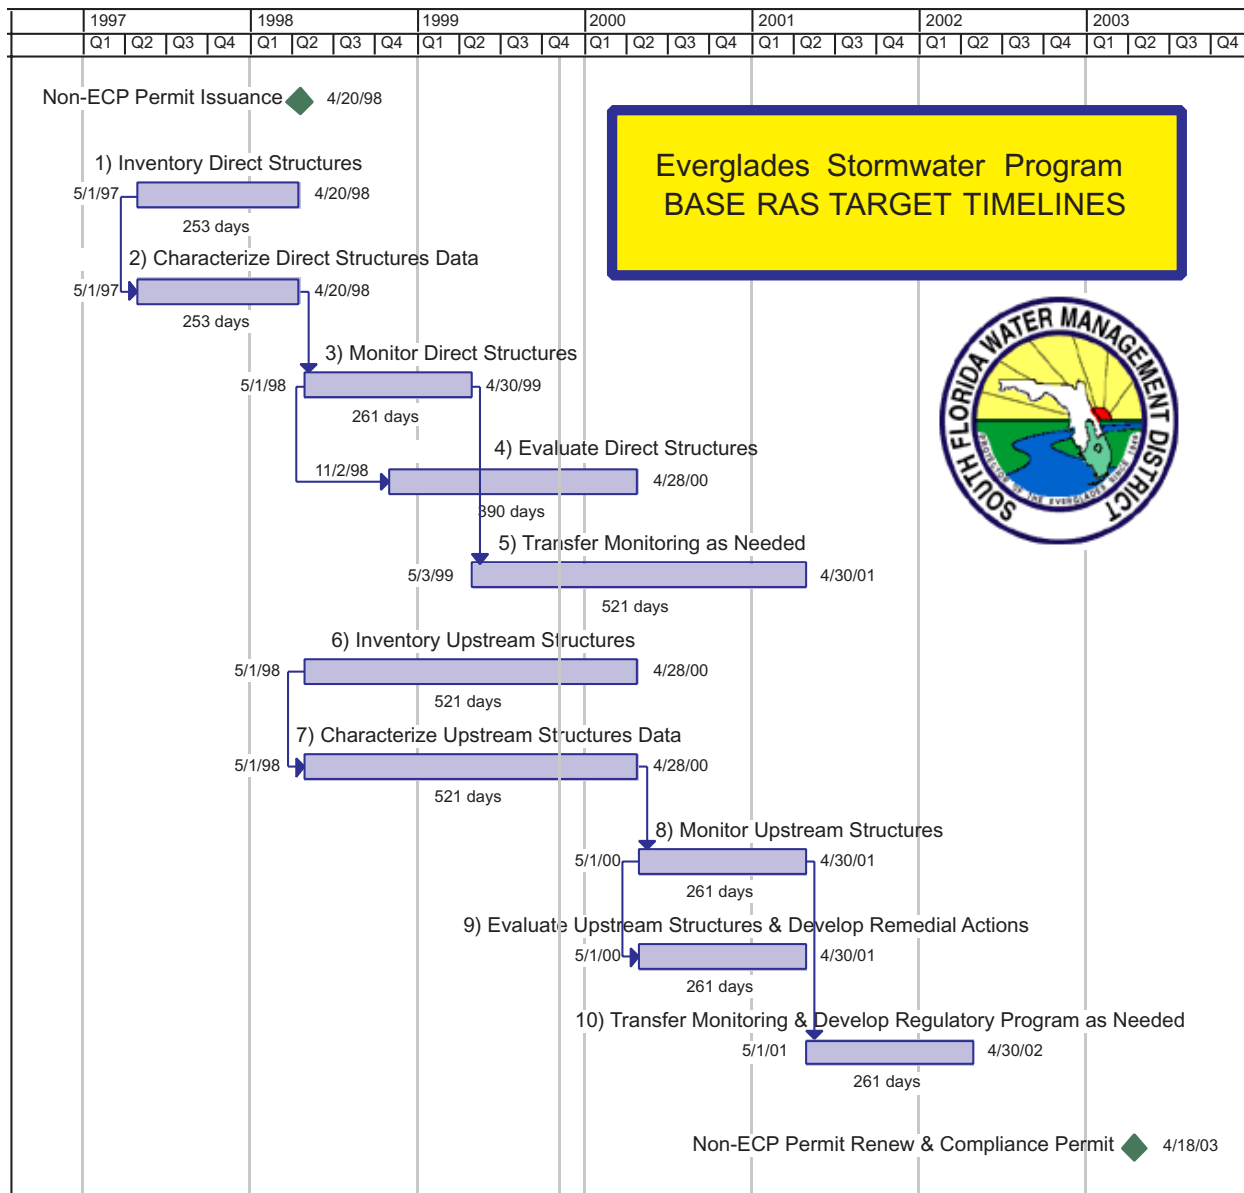 1997 1998 1999 2000 2001 2002 2003
Q1 Q2 Q3 Q4 Q1 Q2 Q3 Q4 Q1 Q2 Q3 Q4 Q1 Q2 Q3 Q4 Q1 Q2 Q3 Q4 Q1 Q2 Q3 Q4 Q1 Q2 Q3 Q4
Non-ECP Permit Issuance 4/20/98
Everglades Stormwater Program
BASE RAS TARGET TIMELINES
1) Inventory Direct Structures
5/1/97 4/20/98
253 days
2) Characterize Direct Structures Data
5/1/97 4/20/98
253 days
SOUTH FLORIDA WATER MANAGEMENT DISTRICT
PROTECTOR OF THE EVERGLADES SINCE 1949
3) Monitor Direct Structures
5/1/98 4/30/99
261 days
4) Evaluate Direct Structures
11/2/98 4/28/00
390 days
5) Transfer Monitoring as Needed
5/3/99 4/30/01
521 days
6) Inventory Upstream Structures
5/1/98 4/28/00
521 days
7) Characterize Upstream Structures Data
5/1/98 4/28/00
521 days
8) Monitor Upstream Structures
5/1/00 4/30/01
261 days
9) Evaluate Upstream Structures & Develop Remedial Actions
5/1/00 4/30/01
261 days
10) Transfer Monitoring & Develop Regulatory Program as Needed
5/1/01 4/30/02
261 days
Non-ECP Permit Renew & Compliance Permit 4/18/03